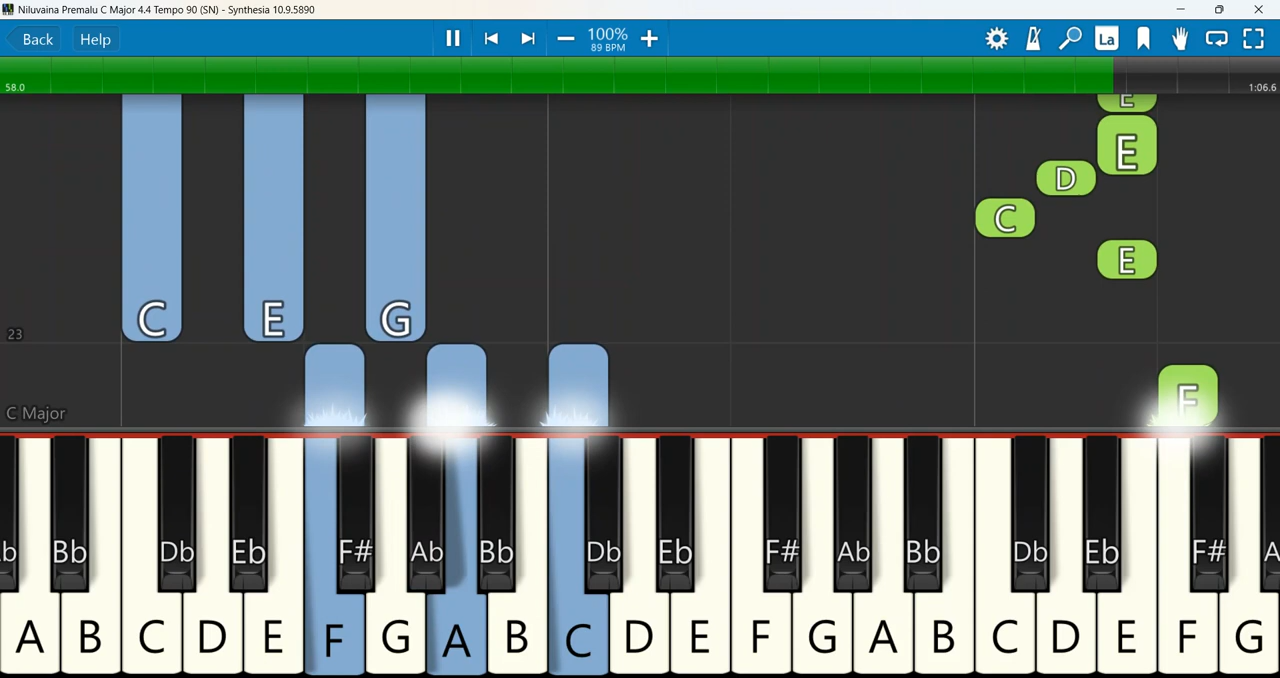 Niluvaina Premalu C Major 4.4 Tempo 90 (SN) - Synthesia 10.9.5890
Back Help 100% La
89 BPM
58.0 1:06.6
E
E
D
C
E
C E G
23
F
C Major
Bb Db Eb F# Ab Bb Db Eb F# Ab Bb Db Eb F#
A B C D E F G A B C D E F G A B C D E F G